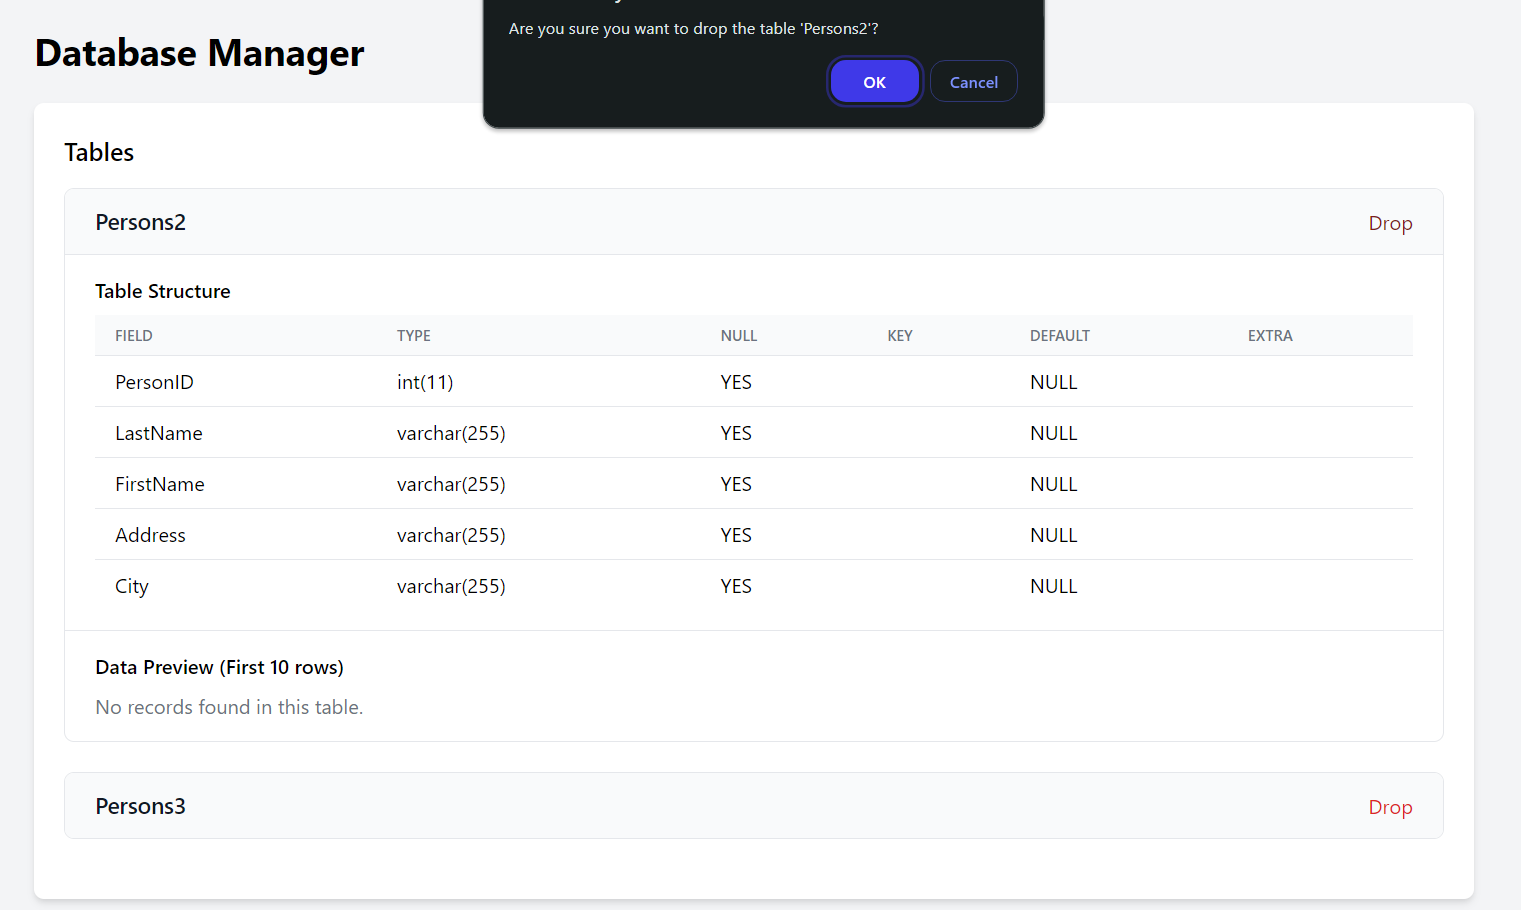 Are you sure you want to drop the table 'Persons2'?
OK Cancel
Database Manager
Tables
Persons2 Drop
Table Structure
FIELD TYPE NULL KEY DEFAULT EXTRA
PersonID int(11) YES NULL
LastName varchar(255) YES NULL
FirstName varchar(255) YES NULL
Address varchar(255) YES NULL
City varchar(255) YES NULL
Data Preview (First 10 rows)
No records found in this table.
Persons3 Drop